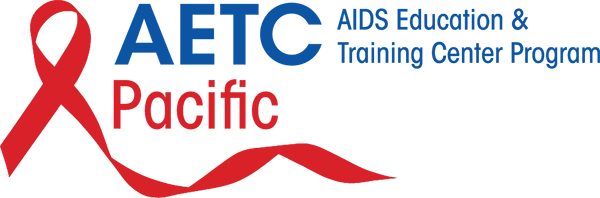 AETC
AIDS Education &
Training Center Program
Pacific